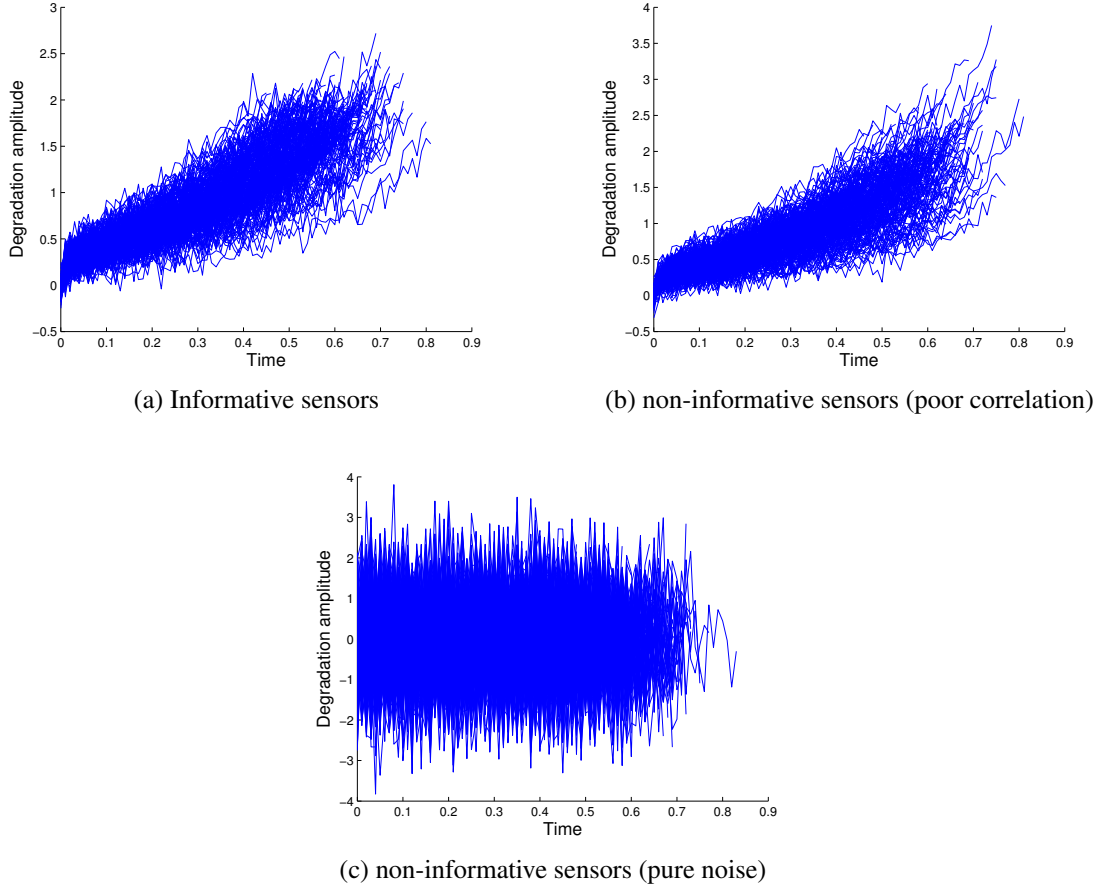 3
2.5
2
1.5
1
0.5
0
−0.5
Degradation amplitude
0 0.1 0.2 0.3 0.4 0.5 0.6 0.7 0.8 0.9
Time
(a) Informative sensors
4
3.5
3
2.5
2
1.5
1
0.5
0
−0.5
Degradation amplitude
0 0.1 0.2 0.3 0.4 0.5 0.6 0.7 0.8 0.9
Time
(b) non-informative sensors (poor correlation)
4
3
2
1
0
−1
−2
−3
−4
Degradation amplitude
0 0.1 0.2 0.3 0.4 0.5 0.6 0.7 0.8 0.9
Time
(c) non-informative sensors (pure noise)